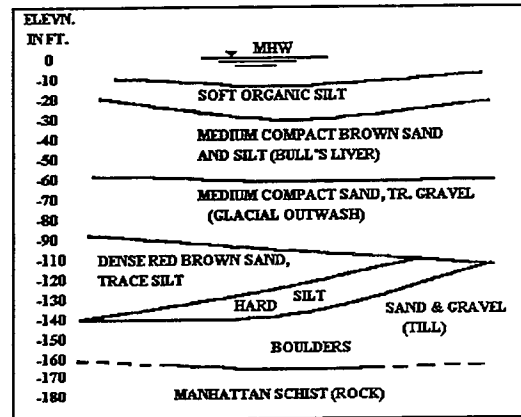 ELEVN.
IN FT.
MHW
0
-10
SOFT ORGANIC SILT
-20
-30
MEDIUM COMPACT BROWN SAND
-40
AND SILT (BULL"S LIVER)
-50
-60
MEDIUM COMPACT SAND, TR. GRAVEL
-70
(GLACIAL OUTWASH)
-80
-90
-110
DENSE RED BROWN SAND,
-120
TRACE SILT
SILT
-130
HARD
SAND & GRAVEL
-140
(TILL)
-150
BOULDERS
-160
-170
MANHATTAN SCHIST (ROCK)
-180